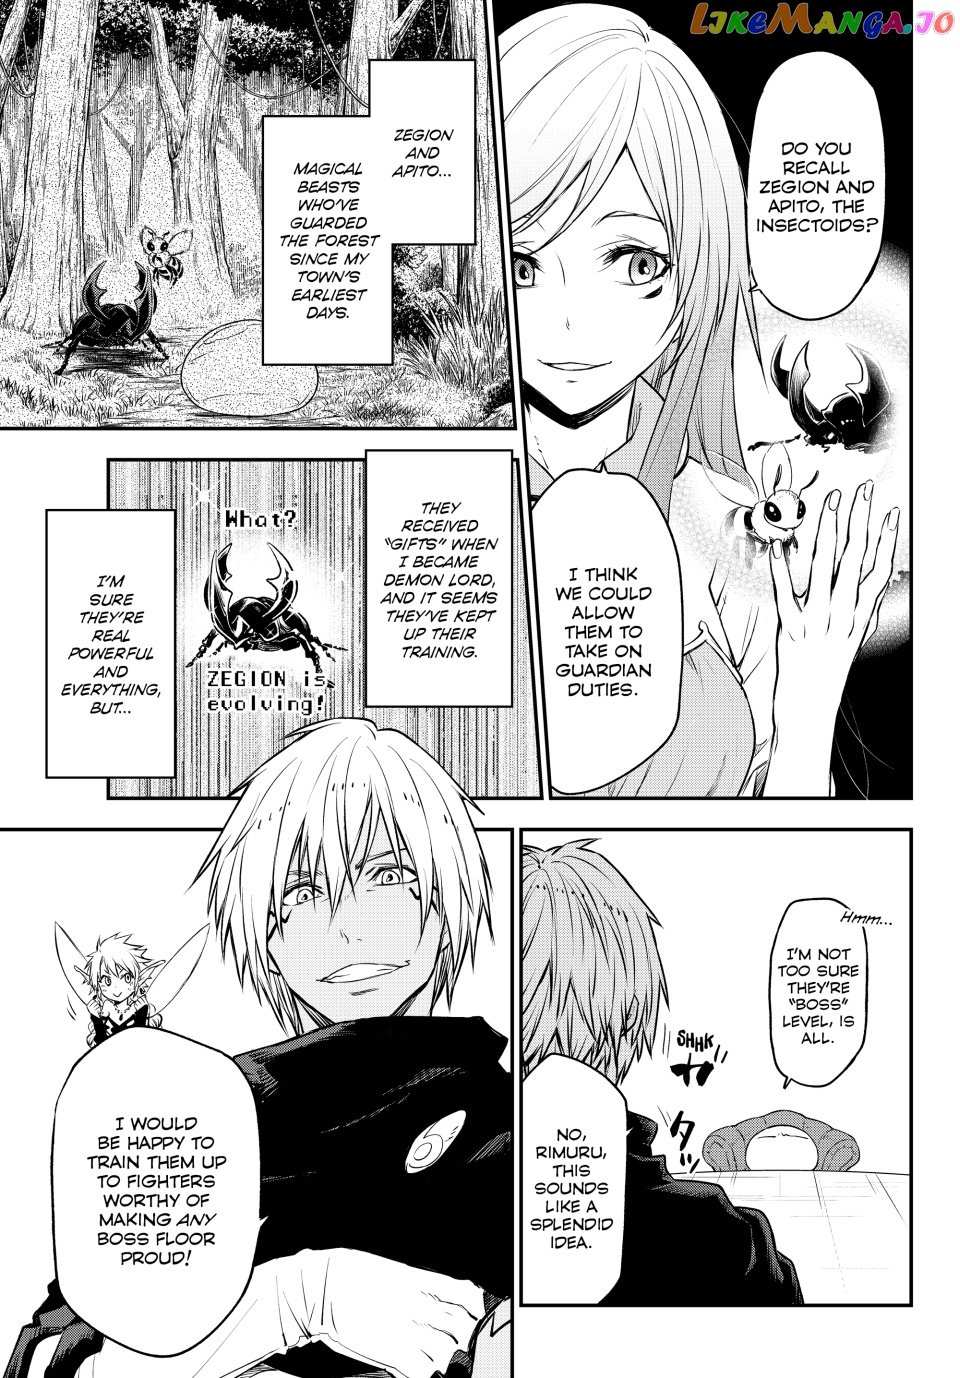 LIKEMANGA.IO
DO YOU
RECALL
ZEGION AND
APITO, THE
INSECTOIDS?
ZEGION
AND
APITO...
MAGICAL
BEASTS
WHO'VE
GUARDED
THE FOREST
SINCE MY
TOWN'S
EARLIEST
DAYS.
I THINK
WE COULD
ALLOW
THEM TO
TAKE ON
GUARDIAN
DUTIES.
THEY
RECEIVED
"GIFTS" WHEN
I BECAME
DEMON LORD,
AND IT SEEMS
THEY'VE KEPT
UP THEIR
TRAINING.
What?
ZEGION is
evolving!
I'M
SURE
THEY'RE
REAL
POWERFUL
AND
EVERYTHING,
BUT...
Hmm...
I'M NOT
TOO SURE
THEY'RE
"BOSS"
LEVEL, IS
ALL.
SHHK
ガタッ
NO,
RIMURU,
THIS
SOUNDS
LIKE A
SPLENDID
IDEA.
I WOULD
BE HAPPY TO
TRAIN THEM UP
TO FIGHTERS
WORTHY OF
MAKING ANY
BOSS FLOOR
PROUD!